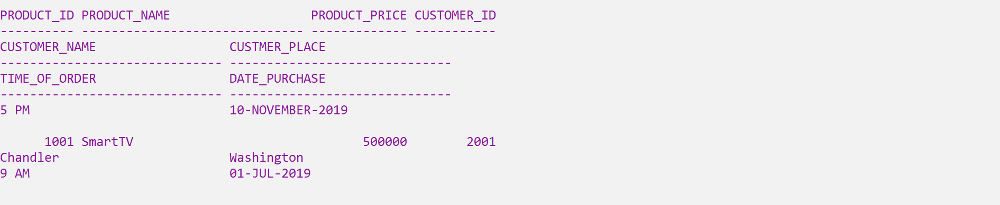 PRODUCT_ID PRODUCT_NAME                   PRODUCT_PRICE CUSTOMER_ID
---------- ------------------------------ ------------- -----------
CUSTOMER_NAME                  CUSTMER_PLACE
------------------------------ ------------------------------
TIME_OF_ORDER                  DATE_PURCHASE
------------------------------ ------------------------------
5 PM                           10-NOVEMBER-2019

      1001 SmartTV                               500000        2001
Chandler                       Washington
9 AM                           01-JUL-2019